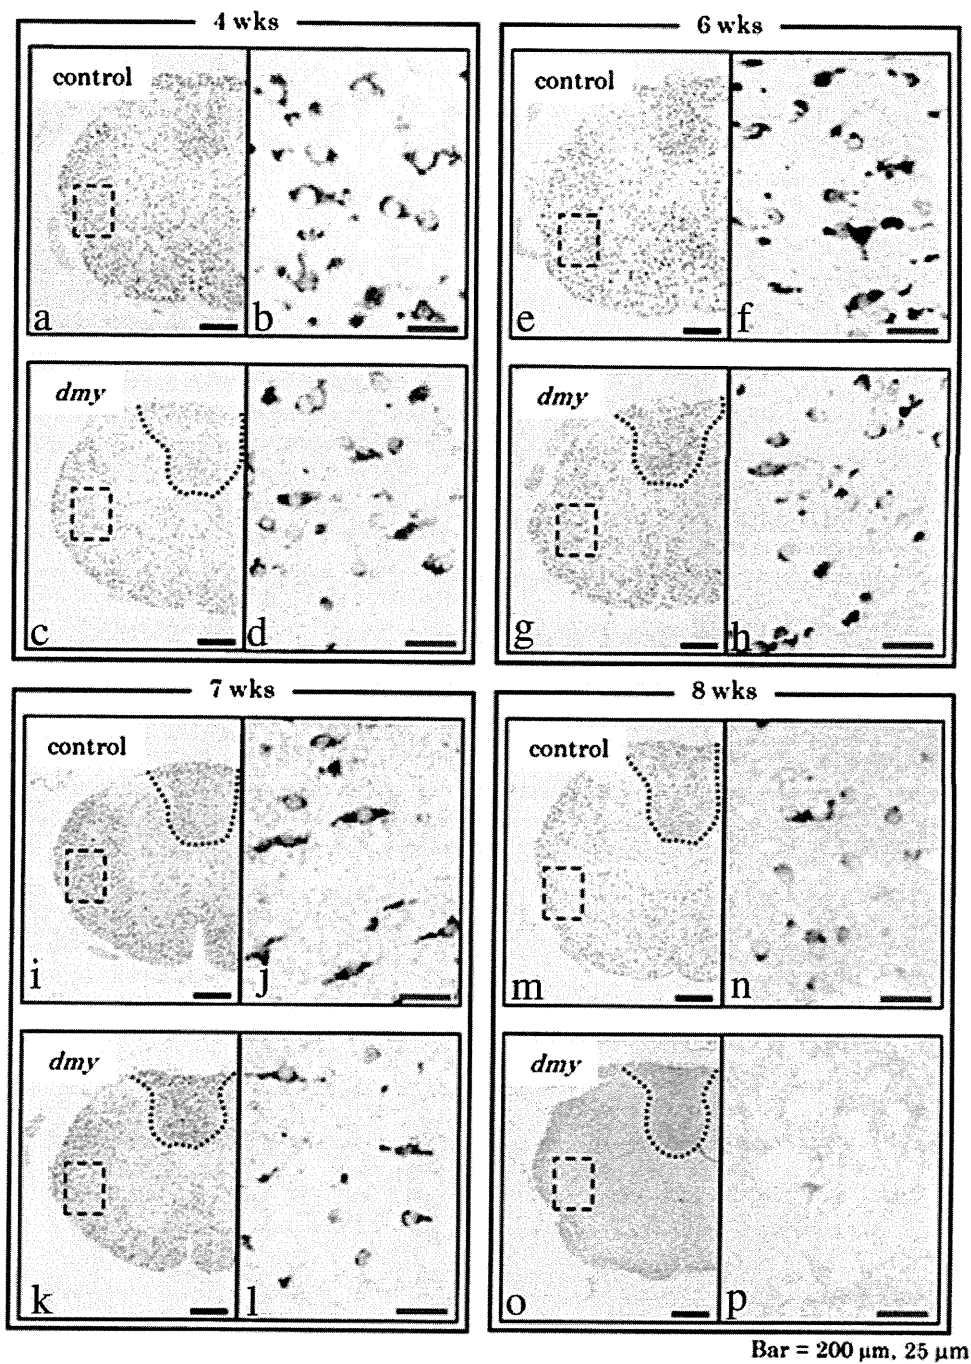 4 wks
control
a
b
dmy
c
d
6 wks
control
e
f
dmy
g
h
7 wks
control
i
j
dmy
k
l
8 wks
control
m
n
dmy
o
p
Bar = 200 μm, 25 μm